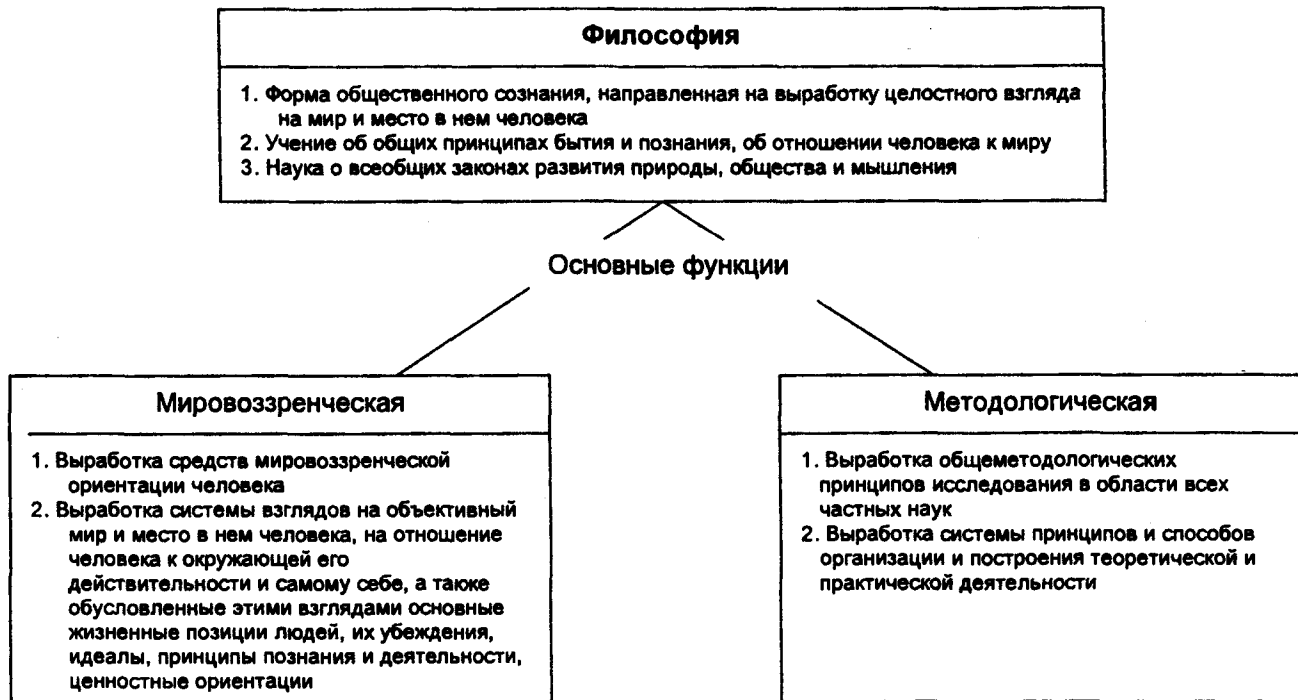 Философия
1. Форма общественного сознания, направленная на выработку целостного взгляда
на мир и место в нем человека
2. Учение об общих принципах бытия и познания, об отношении человека к миру
3. Наука о всеобщих законах развития природы, общества и мышления
Основные функции
Мировоззренческая
1. Выработка средств мировоззренческой
ориентации человека
2. Выработка системы взглядов на объективный
мир и место в нем человека, на отношение
человека к окружающей его
действительности и самому себе, а также
обусловленные этими взглядами основные
жизненные позиции людей, их убеждения,
идеалы, принципы познания и деятельности,
ценностные ориентации
Методологическая
1. Выработка общеметодологических
принципов исследования в области всех
частных наук
2. Выработка системы принципов и способов
организации и построения теоретической и
практической деятельности